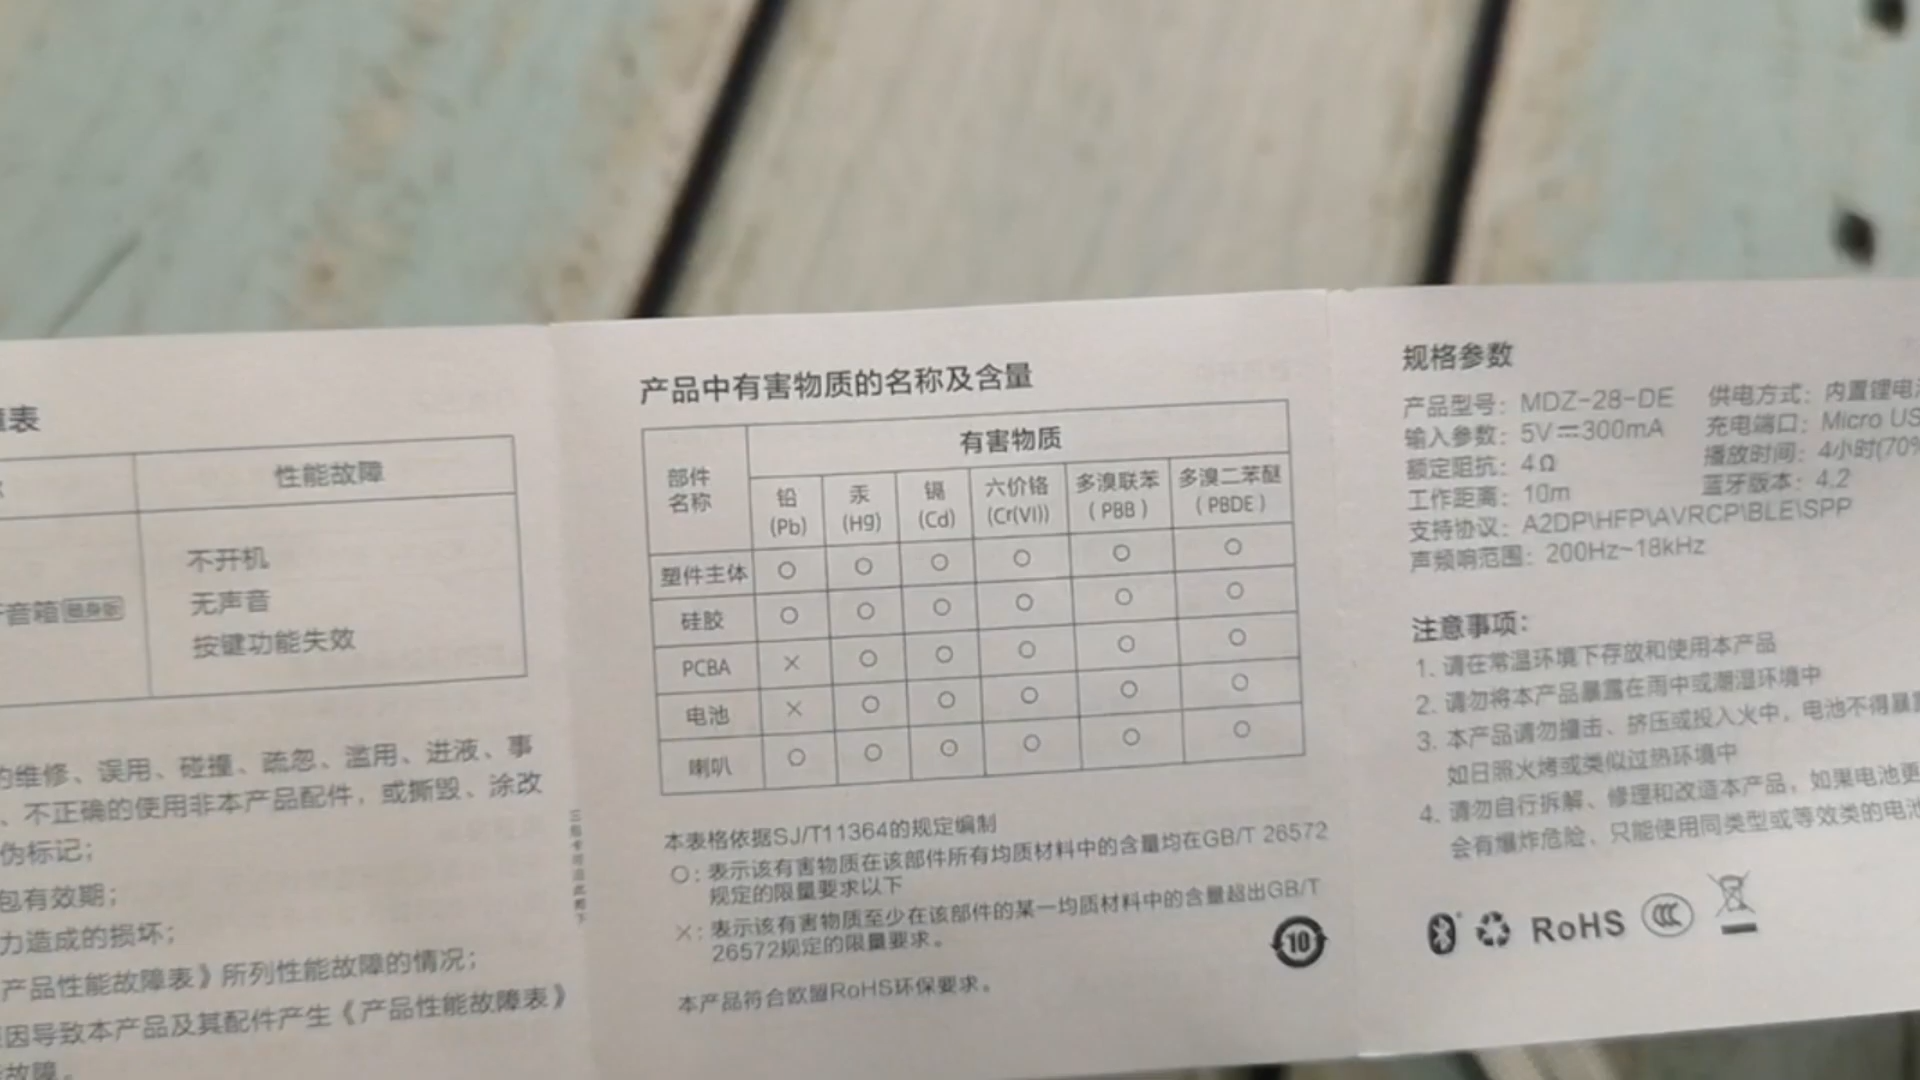 障表
性能故障
不开机
音箱 随身版
无声音
按键功能失效
的维修、误用、碰撞、疏忽、滥用、进液、事
、不正确的使用非本产品配件，或撕毁、涂改
伪标记；
包有效期；
力造成的损坏；
产品性能故障表》所列性能故障的情况；
因导致本产品及其配件产生《产品性能故障表》
故障。
三包卡可沿此剪下
产品中有害物质的名称及含量
部件名称 有害物质
铅(Pb) 汞(Hg) 镉(Cd) 六价铬(Cr(VI)) 多溴联苯(PBB) 多溴二苯醚(PBDE)
塑件主体 ○ ○ ○ ○ ○ ○
硅胶 ○ ○ ○ ○ ○ ○
PCBA × ○ ○ ○ ○ ○
电池 × ○ ○ ○ ○ ○
喇叭 ○ ○ ○ ○ ○ ○
本表格依据SJ/T11364的规定编制
○：表示该有害物质在该部件所有均质材料中的含量均在GB/T 26572
规定的限量要求以下
×：表示该有害物质至少在该部件的某一均质材料中的含量超出GB/T
26572规定的限量要求。
10
本产品符合欧盟RoHS环保要求。
规格参数
产品型号：MDZ-28-DE 供电方式：内置锂电
输入参数：5V⎓300mA 充电端口：Micro US
额定阻抗：4Ω 播放时间：4小时(70%
工作距离：10m 蓝牙版本：4.2
支持协议：A2DP\HFP\AVRCP\BLE\SPP
声频响范围：200Hz~18kHz
注意事项：
1. 请在常温环境下存放和使用本产品
2. 请勿将本产品暴露在雨中或潮湿环境中
3. 本产品请勿撞击、挤压或投入火中，电池不得暴露
如日照火烤或类似过热环境中
4. 请勿自行拆解、修理和改造本产品，如果电池更
会有爆炸危险，只能使用同类型或等效类的电池
RoHS CCC